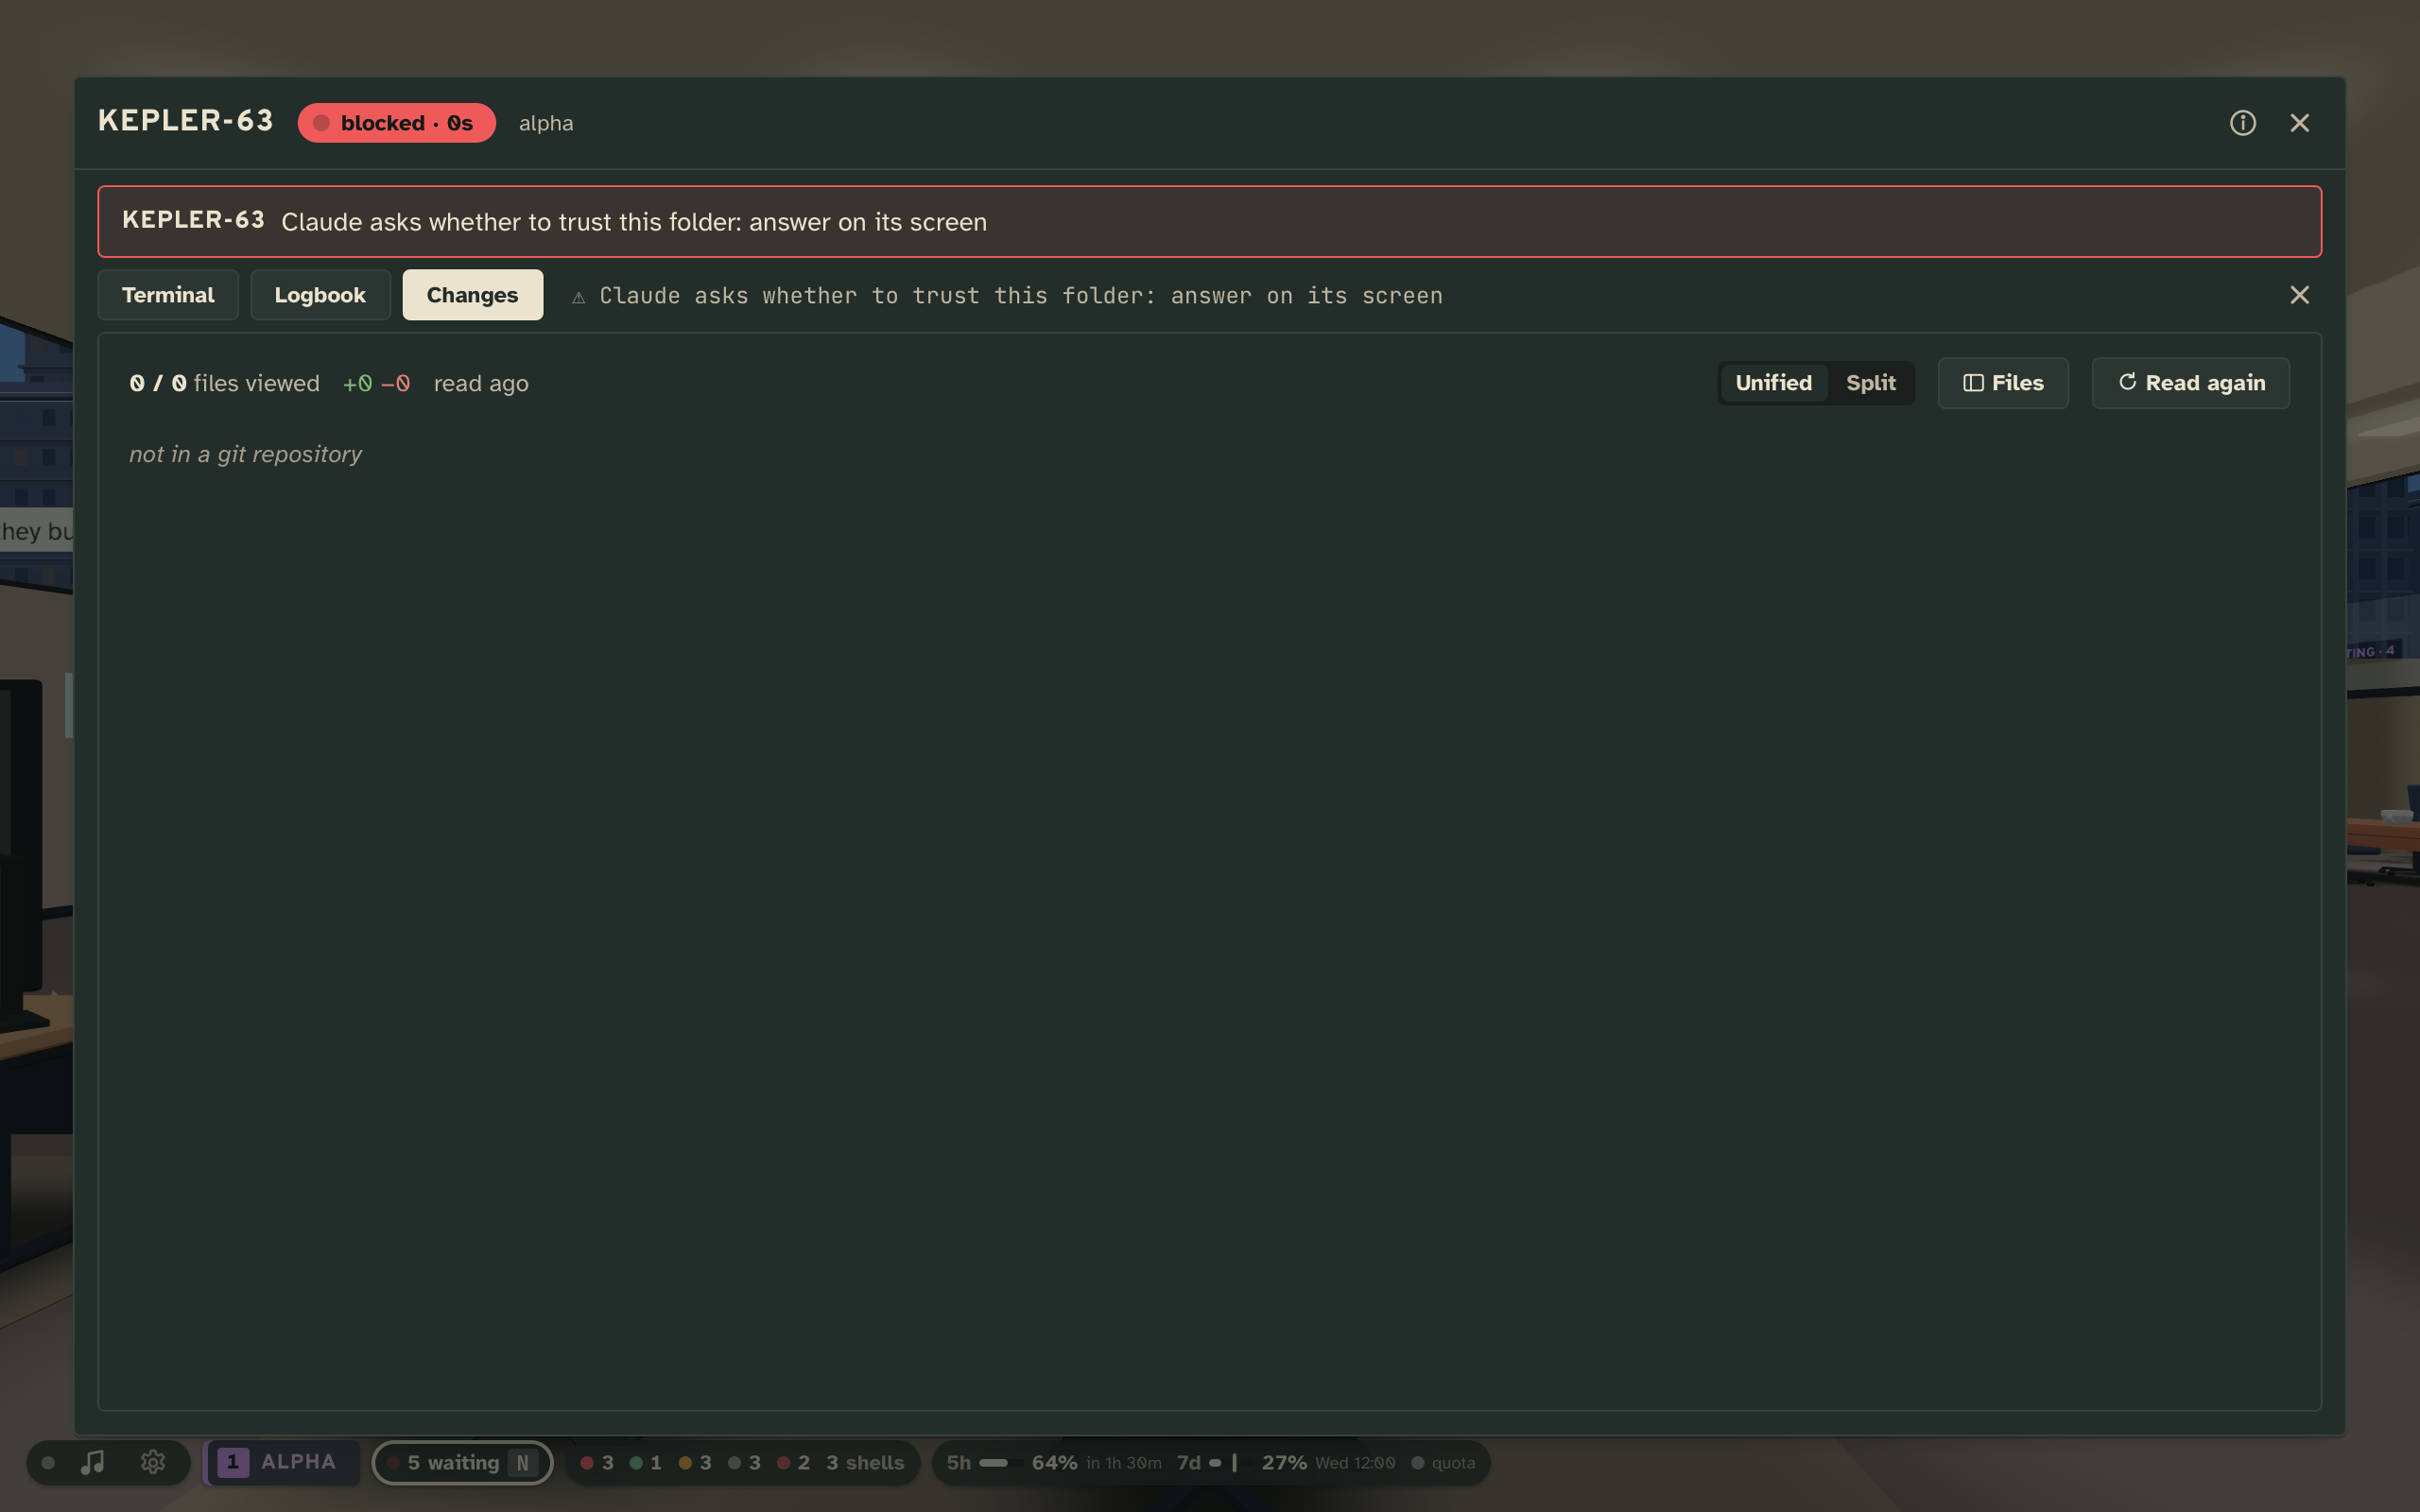 KEPLER-63 blocked · 0s alpha
KEPLER-63 Claude asks whether to trust this folder: answer on its screen
Terminal Logbook Changes ⚠ Claude asks whether to trust this folder: answer on its screen
0 / 0 files viewed +0 −0 read ago Unified Split Files Read again
not in a git repository
they bu
TING · 4
1 ALPHA 5 waiting N 3 1 3 3 2 3 shells 5h 64% in 1h 30m 7d 27% Wed 12:00 quota